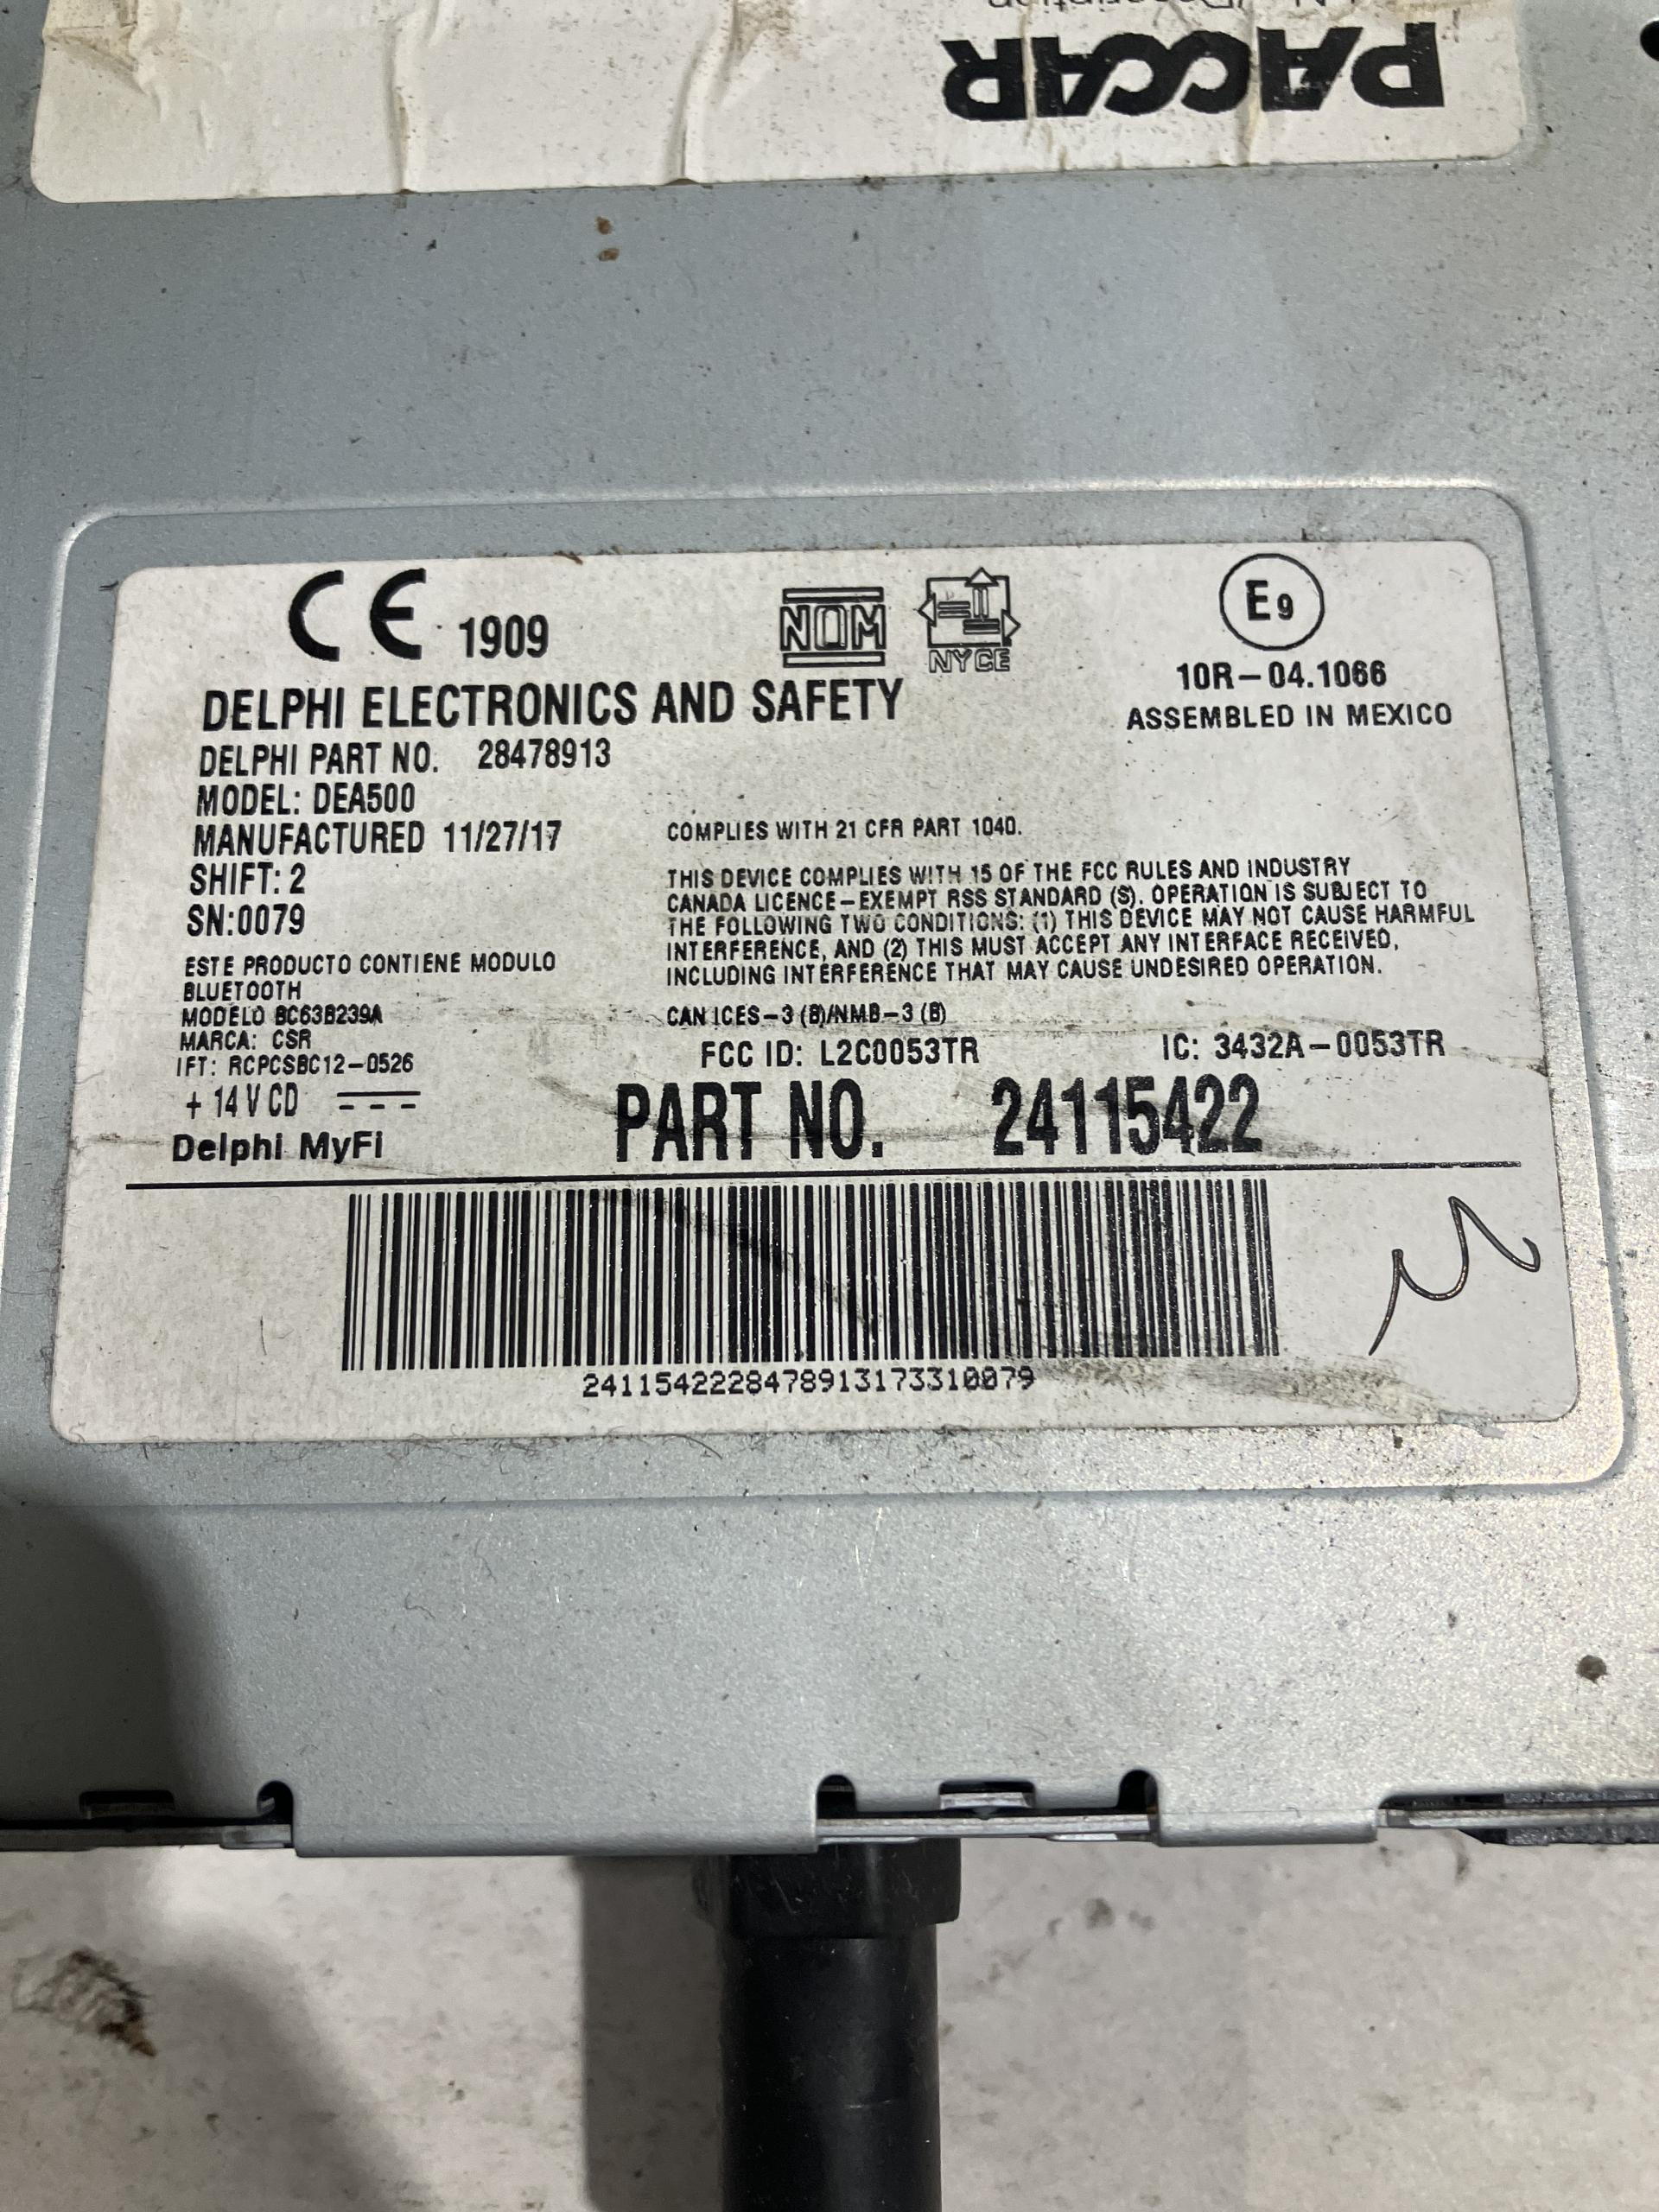 PACCAR
CE 1909
NOM
NYCE
E9
10R-04.1066
ASSEMBLED IN MEXICO
DELPHI ELECTRONICS AND SAFETY
DELPHI PART NO. 28478913
MODEL: DEA500
MANUFACTURED 11/27/17
SHIFT: 2
SN:0079
ESTE PRODUCTO CONTIENE MODULO
BLUETOOTH
MODELO BC63B239A
MARCA: CSR
IFT: RCPCSBC12-0526
+ 14 V CD
Delphi MyFi
COMPLIES WITH 21 CFR PART 1040.
THIS DEVICE COMPLIES WITH 15 OF THE FCC RULES AND INDUSTRY
CANADA LICENCE-EXEMPT RSS STANDARD (S). OPERATION IS SUBJECT TO
THE FOLLOWING TWO CONDITIONS: (1) THIS DEVICE MAY NOT CAUSE HARMFUL
INTERFERENCE, AND (2) THIS MUST ACCEPT ANY INTERFACE RECEIVED,
INCLUDING INTERFERENCE THAT MAY CAUSE UNDESIRED OPERATION.
CAN ICES-3 (B)/NMB-3 (B)
FCC ID: L2C0053TR
IC: 3432A-0053TR
PART NO. 24115422
2411542228478913173310079